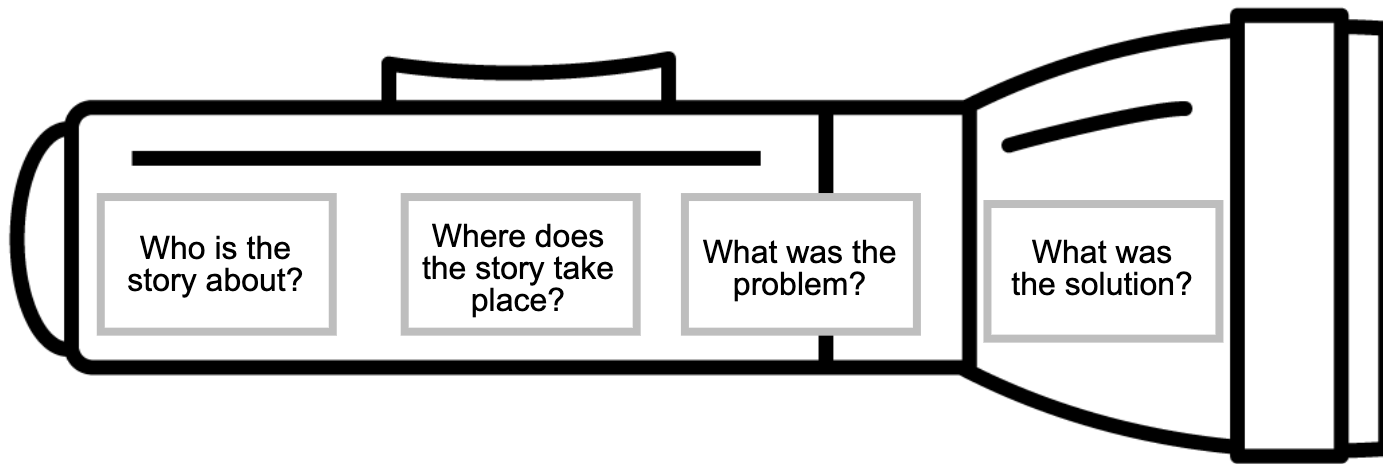 Who is the
story about?
Where does
the story take
place?
What was the
problem?
What was
the solution?